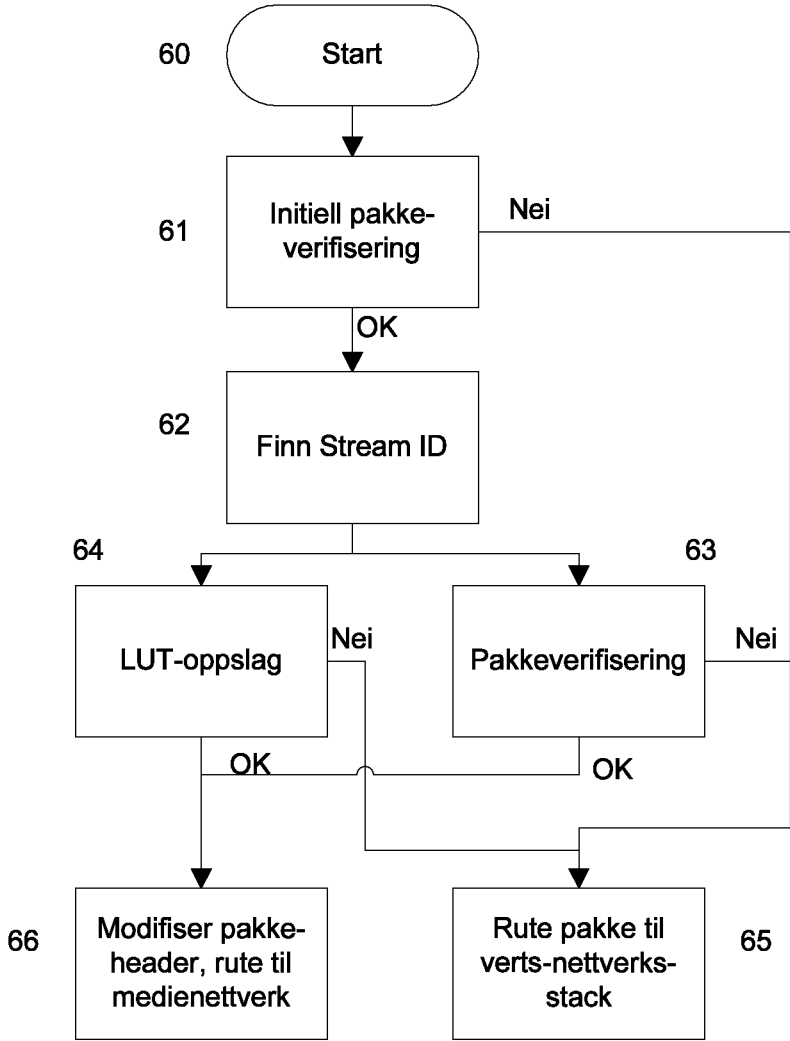 60
Start
61
Initiell pakke-
verifisering
Nei
OK
62
Finn Stream ID
64
63
LUT-oppslag
Nei
Pakkeverifisering
Nei
OK
OK
66
Modifiser pakke-
header, rute til
medienettverk
Rute pakke til
verts-nettverks-
stack
65